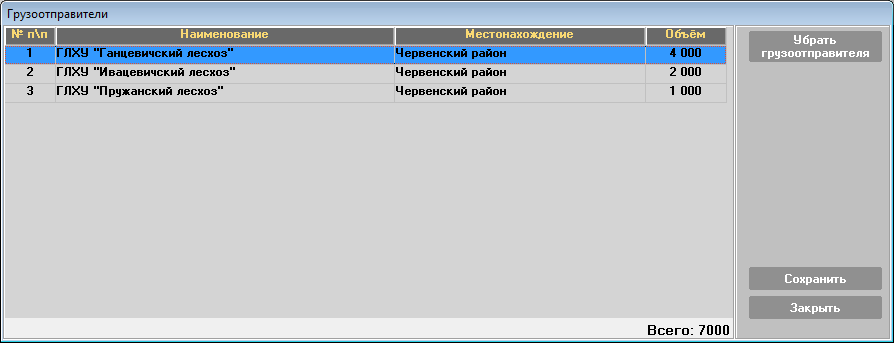 Грузоотправители
№ п\п Наименование Местонахождение Объём
1 ГЛХУ "Ганцевичский лесхоз" Червенский район 4 000
2 ГЛХУ "Ивацевичский лесхоз" Червенский район 2 000
3 ГЛХУ "Пружанский лесхоз" Червенский район 1 000
Всего: 7000
Убрать
грузоотправителя
Сохранить
Закрыть